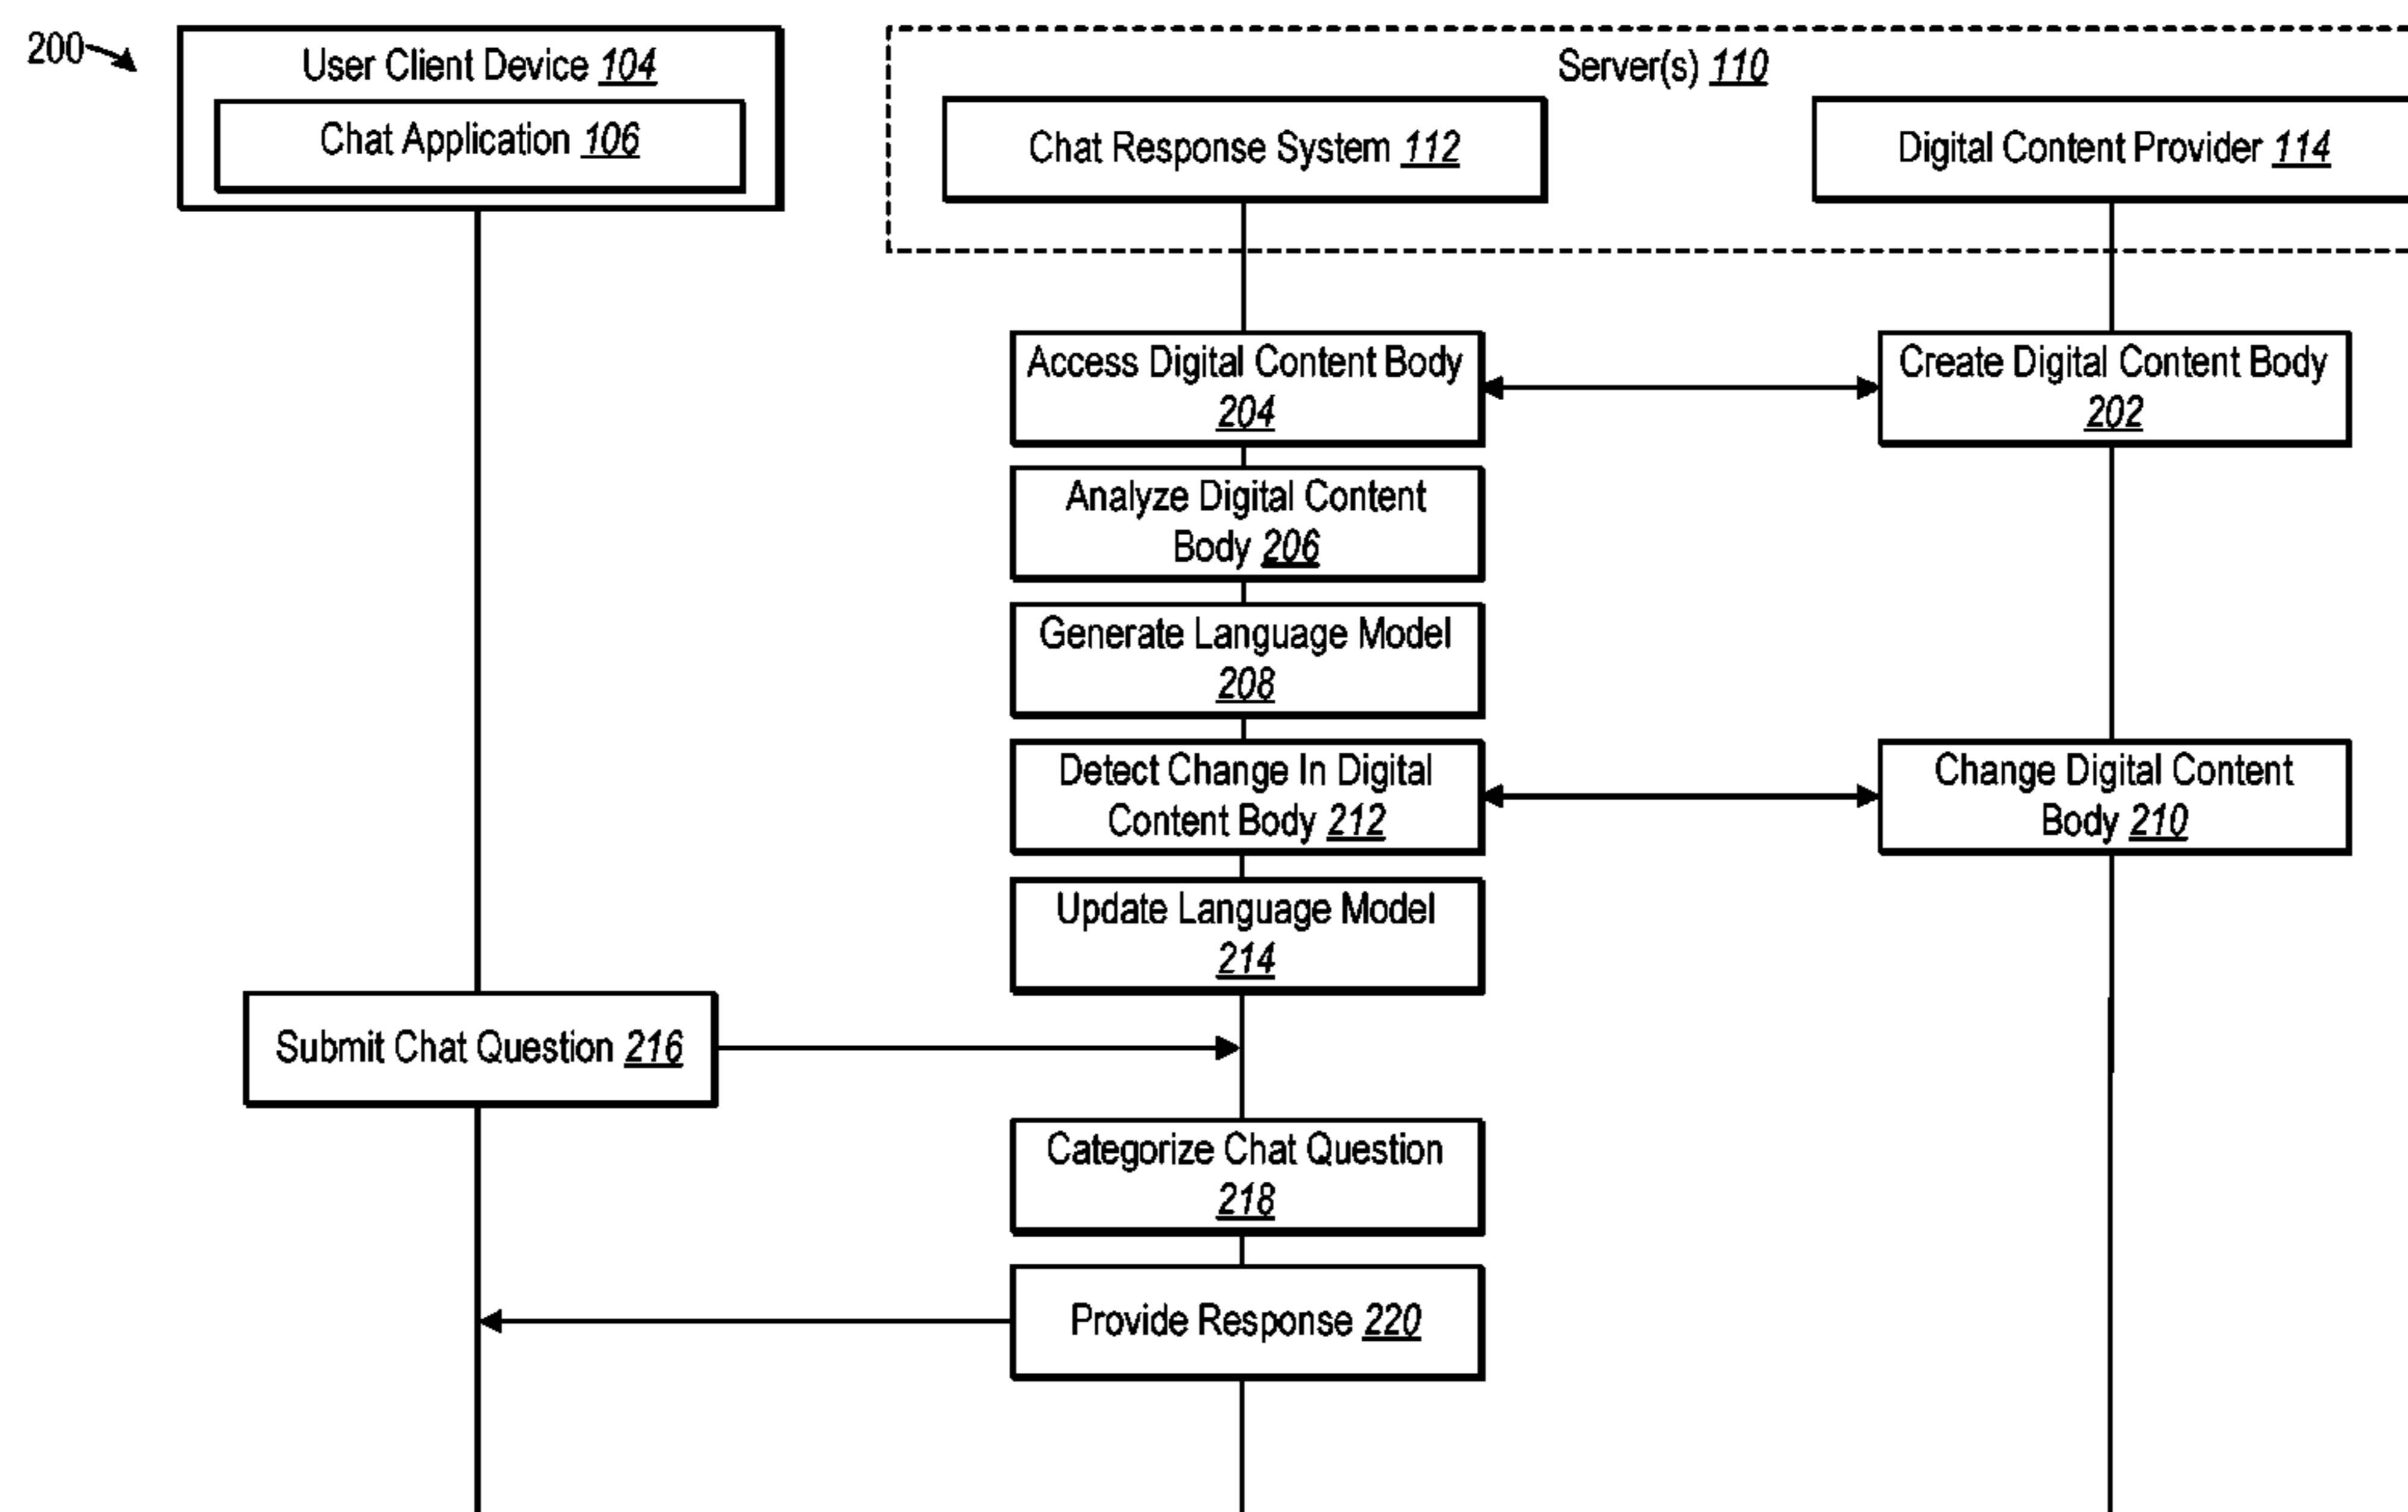 200
User Client Device 104
Chat Application 106
Server(s) 110
Chat Response System 112
Digital Content Provider 114
Access Digital Content Body
204
Create Digital Content Body
202
Analyze Digital Content
Body 206
Generate Language Model
208
Detect Change In Digital
Content Body 212
Change Digital Content
Body 210
Update Language Model
214
Submit Chat Question 216
Categorize Chat Question
218
Provide Response 220